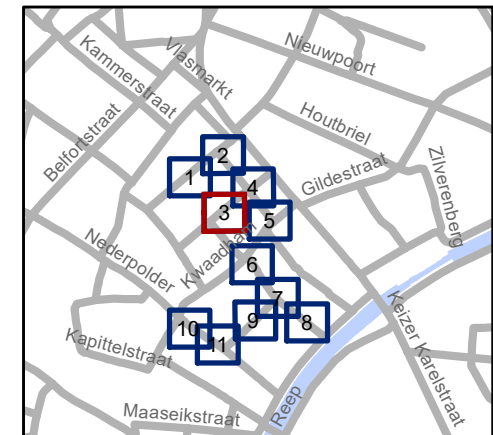 Vlasmarkt
Kammerstraat
Nieuwpoort
Belfortstraat
Houtbriel
Zilverenberg
Gildestraat
2
1
4
3
5
Kwaadham
6
Nederpolder
7
9
8
10
11
Kapittelstraat
Keizer Karelstraat
Reep
Maaseikstraat